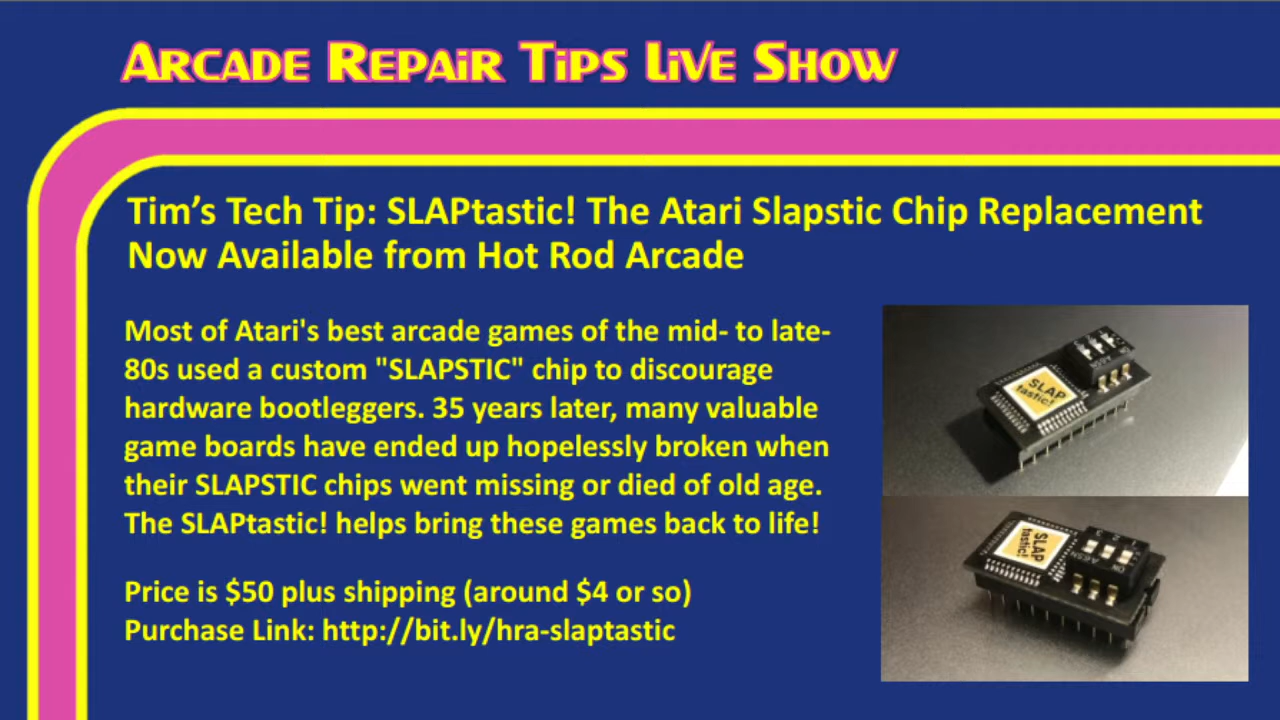 Arcade Repair Tips Live Show
Tim’s Tech Tip: SLAPtastic! The Atari Slapstic Chip Replacement
Now Available from Hot Rod Arcade
Most of Atari's best arcade games of the mid- to late-
80s used a custom "SLAPSTIC" chip to discourage
hardware bootleggers. 35 years later, many valuable
game boards have ended up hopelessly broken when
their SLAPSTIC chips went missing or died of old age.
The SLAPtastic! helps bring these games back to life!
Price is $50 plus shipping (around $4 or so)
Purchase Link: http://bit.ly/hra-slaptastic
SLAP
tastic!
SLAP
tastic!